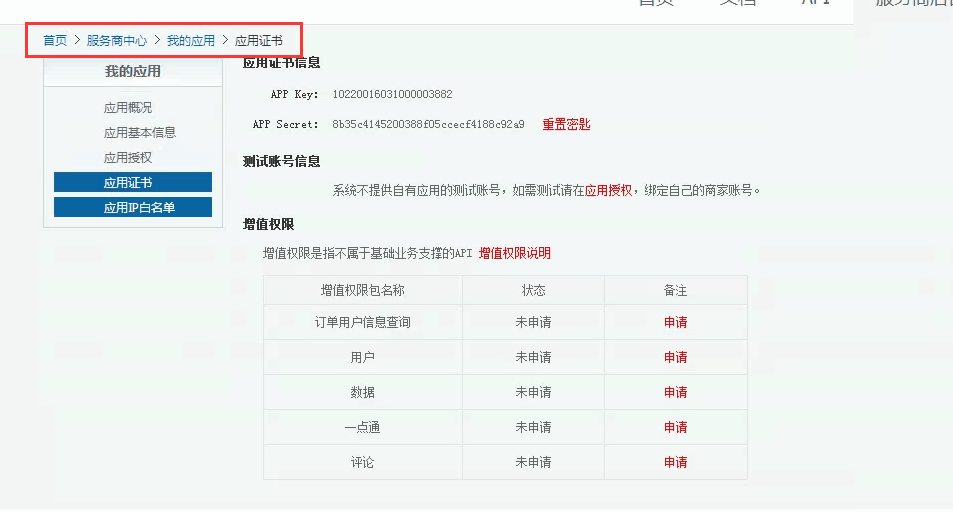 首页 文档 API
首页 > 服务商中心 > 我的应用 > 应用证书
我的应用
应用概况
应用基本信息
应用授权
应用证书
应用IP白名单
应用证书信息
APP Key: 10220016031000003882
APP Secret: 8b35c4145200388f05ccecf4188c92a9 重置密匙
测试账号信息
系统不提供自有应用的测试账号，如需测试请在应用授权，绑定自己的商家账号。
增值权限
增值权限是指不属于基础业务支撑的API 增值权限说明
增值权限包名称 状态 备注
订单用户信息查询 未申请 申请
用户 未申请 申请
数据 未申请 申请
一点通 未申请 申请
评论 未申请 申请